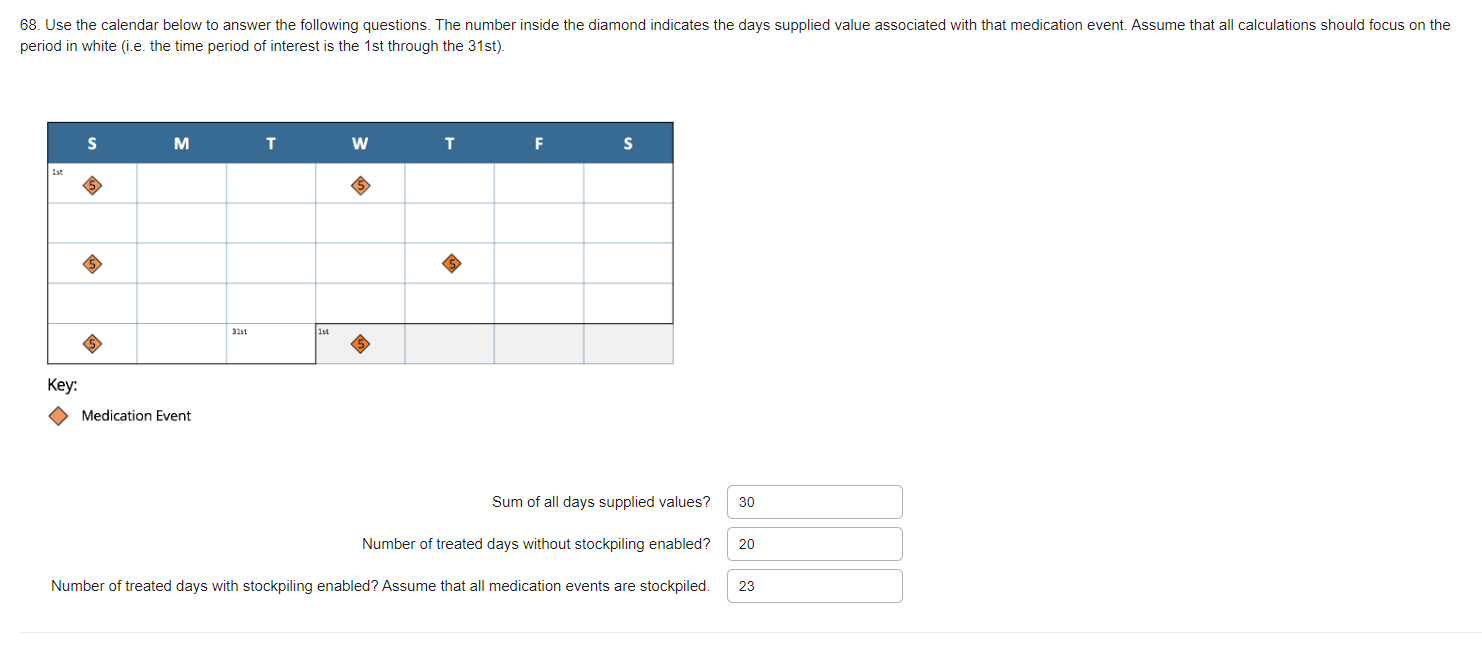 68. Use the calendar below to answer the following questions. The number inside the diamond indicates the days supplied value associated with that medication event. Assume that all calculations should focus on the
period in white (i.e. the time period of interest is the 1st through the 31st).
S M T W T F S
1st 5 5
5 5
5 31st 1st 5
Key:
Medication Event
Sum of all days supplied values? 30
Number of treated days without stockpiling enabled? 20
Number of treated days with stockpiling enabled? Assume that all medication events are stockpiled. 23